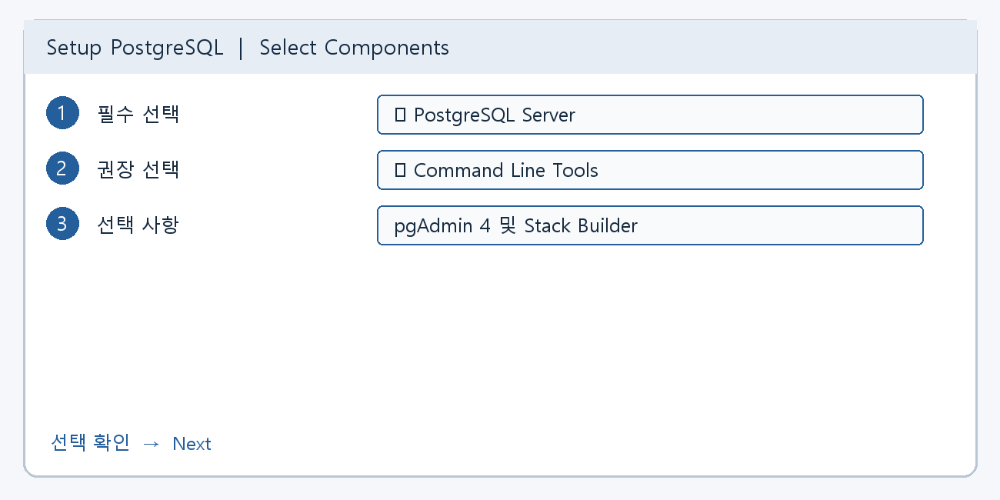 Setup PostgreSQL | Select Components
1 필수 선택 □ PostgreSQL Server
2 권장 선택 □ Command Line Tools
3 선택 사항 pgAdmin 4 및 Stack Builder
선택 확인 → Next